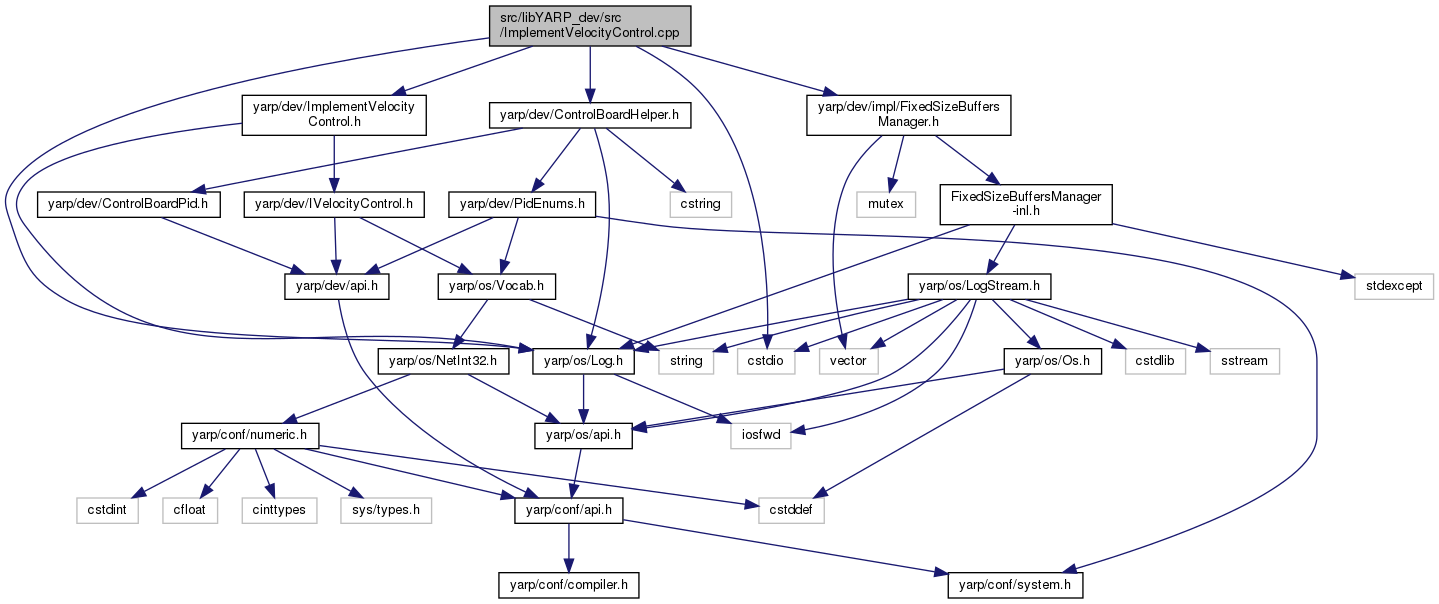 src/libYARP_dev/src
/ImplementVelocityControl.cpp
yarp/dev/ImplementVelocity
Control.h
yarp/dev/ControlBoardHelper.h
yarp/dev/impl/FixedSizeBuffers
Manager.h
yarp/dev/ControlBoardPid.h
yarp/dev/IVelocityControl.h
yarp/dev/PidEnums.h
cstring
mutex
FixedSizeBuffersManager
-inl.h
yarp/dev/api.h
yarp/os/Vocab.h
yarp/os/LogStream.h
stdexcept
yarp/os/NetInt32.h
yarp/os/Log.h
string
cstdio
vector
yarp/os/Os.h
cstdlib
sstream
yarp/conf/numeric.h
yarp/os/api.h
iosfwd
cstdint
cfloat
cinttypes
sys/types.h
yarp/conf/api.h
cstddef
yarp/conf/compiler.h
yarp/conf/system.h